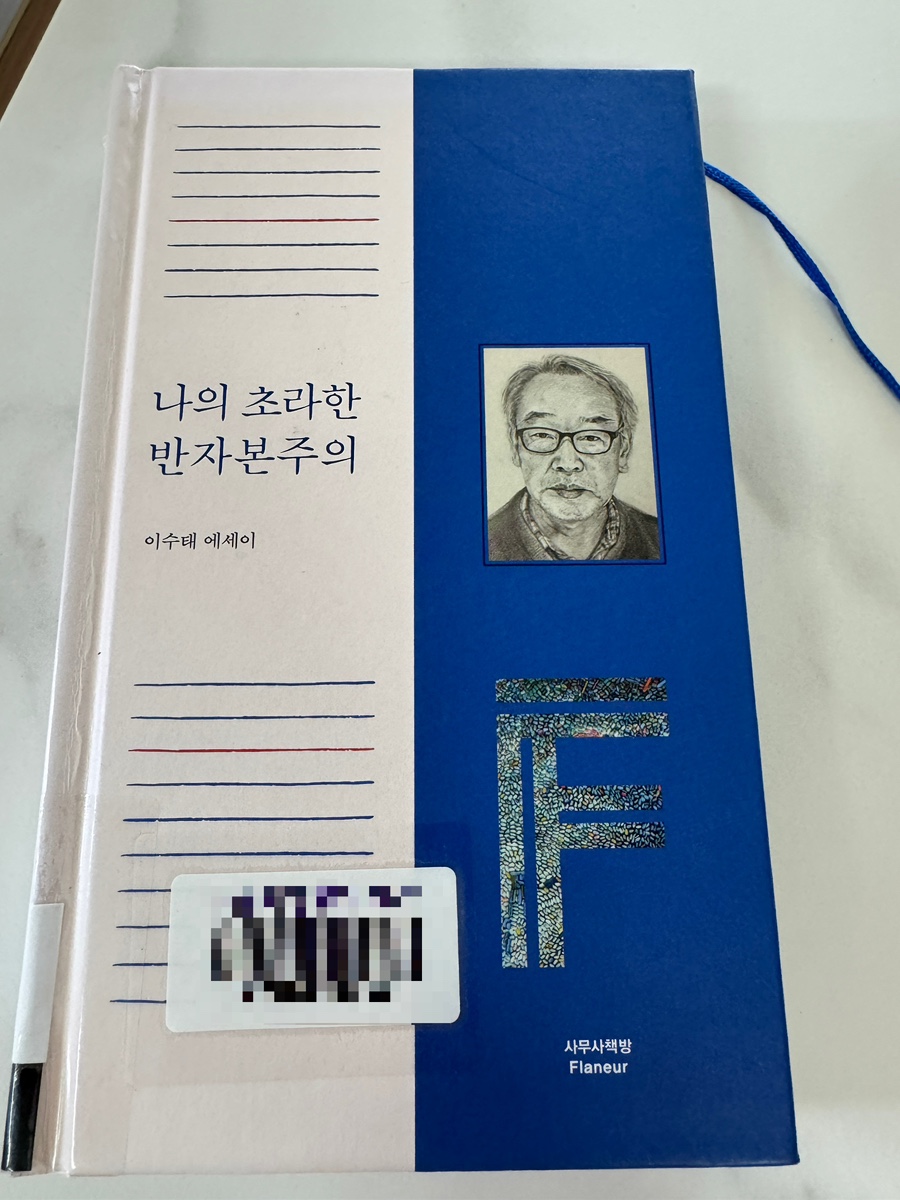 나의 초라한
반자본주의
이수태 에세이
F
사무사책방
Flaneur